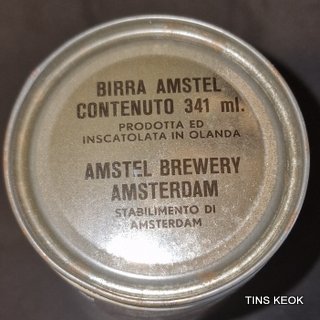 BIRRA AMSTEL
CONTENUTO 341 ml.
PRODOTTA ED
INSCATOLATA IN OLANDA
AMSTEL BREWERY
AMSTERDAM
STABILIMENTO DI
AMSTERDAM
TINS KEOK